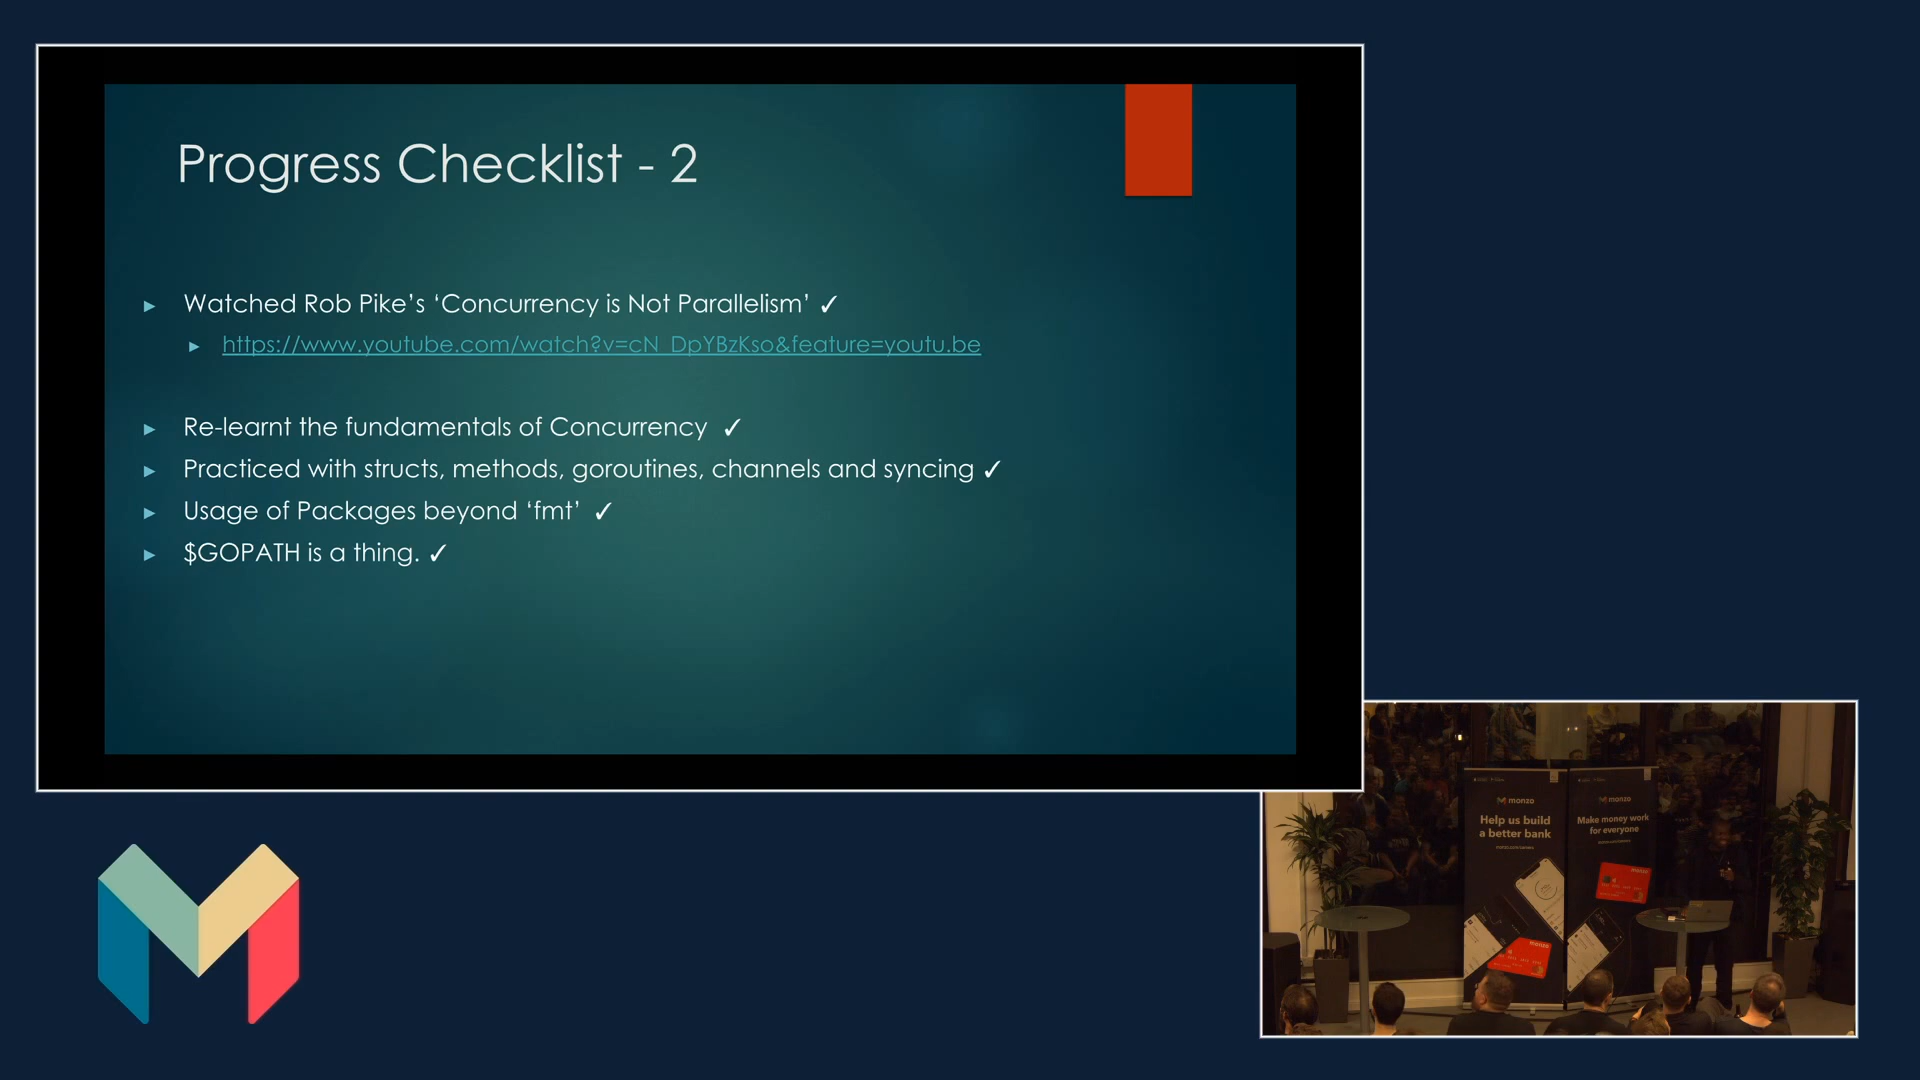 Progress Checklist - 2
Watched Rob Pike’s ‘Concurrency is Not Parallelism’ ✓
https://www.youtube.com/watch?v=cN_DpYBzKso&feature=youtu.be
Re-learnt the fundamentals of Concurrency ✓
Practiced with structs, methods, goroutines, channels and syncing ✓
Usage of Packages beyond ‘fmt’ ✓
$GOPATH is a thing. ✓
monzo
Help us build
a better bank
monzo
Make money work
for everyone
monzo
monzo